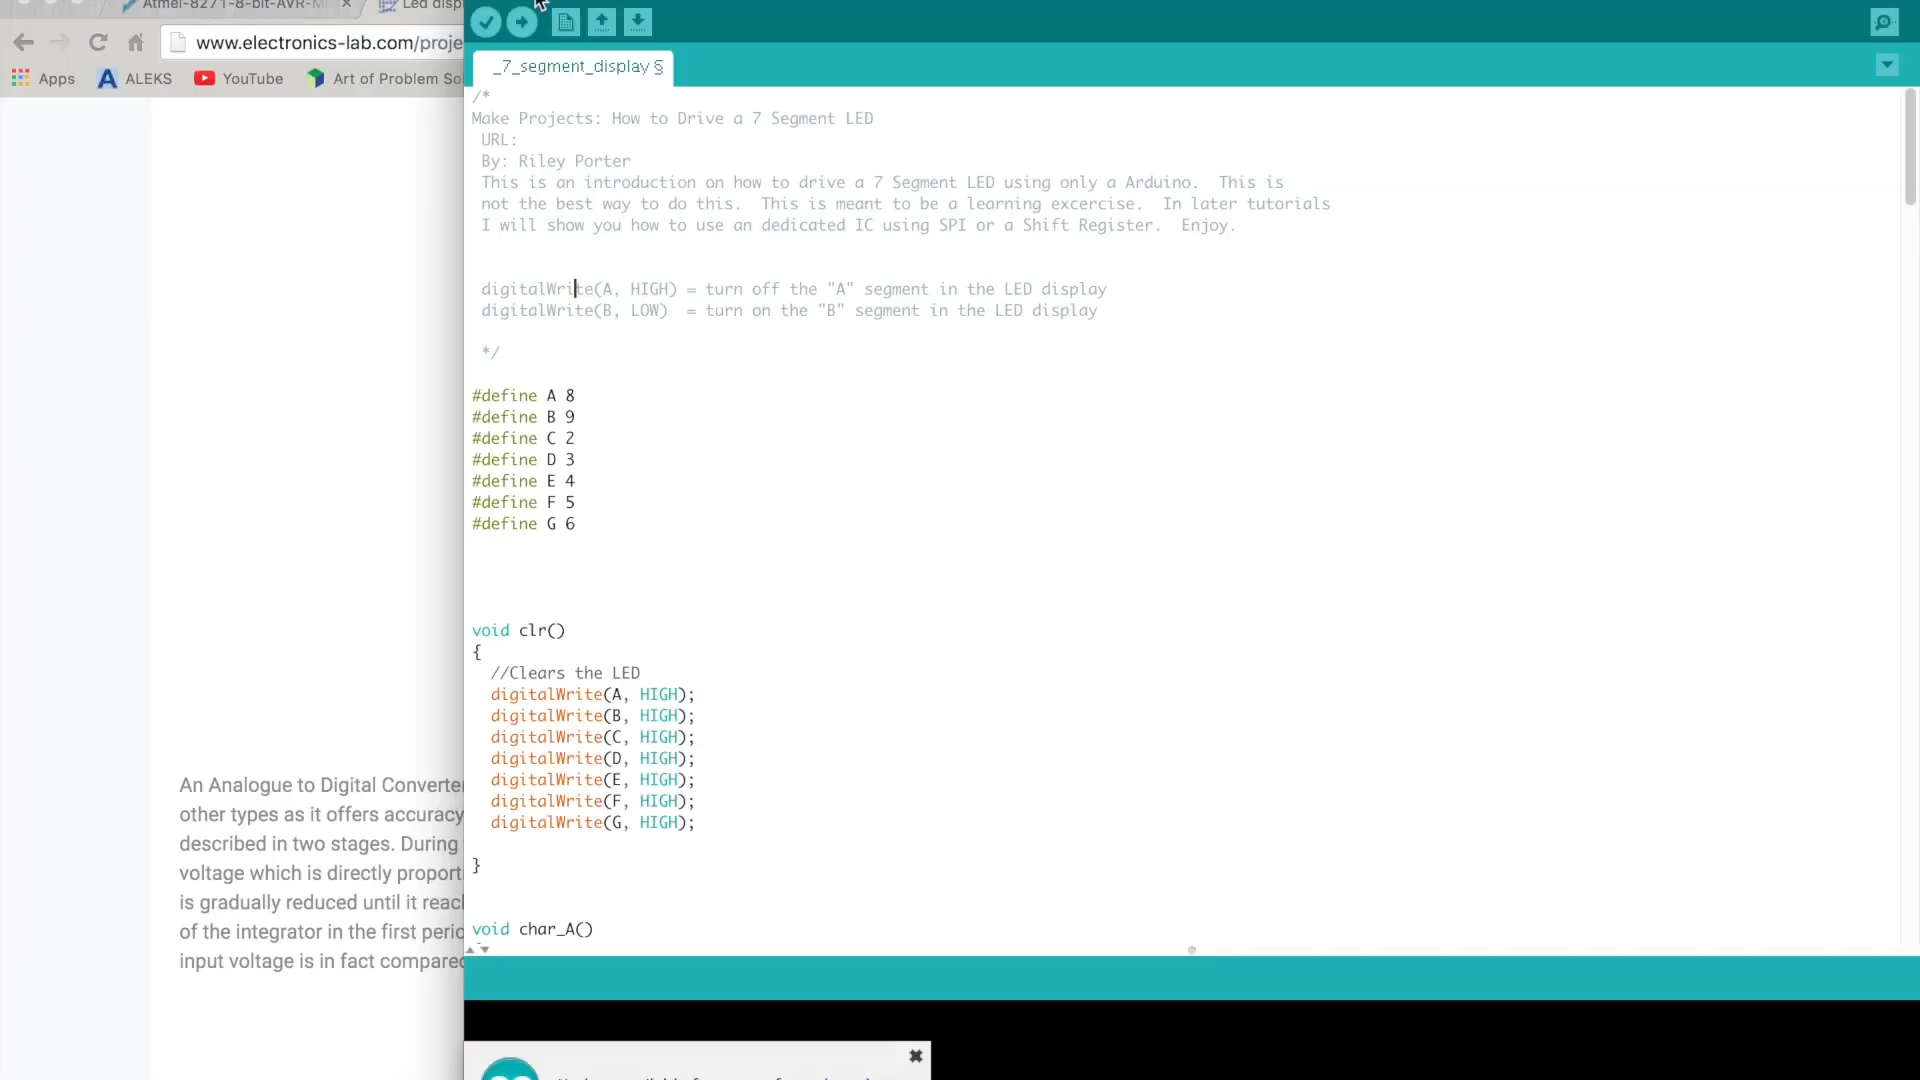 Atmel-8271-8-bit-AVR-M
Led disp
www.electronics-lab.com/proje
Apps
ALEKS
YouTube
Art of Problem So
_7_segment_display §
/*
Make Projects: How to Drive a 7 Segment LED
URL:
By: Riley Porter
This is an introduction on how to drive a 7 Segment LED using only a Arduino.  This is
not the best way to do this.  This is meant to be a learning excercise.  In later tutorials
I will show you how to use an dedicated IC using SPI or a Shift Register.  Enjoy.
digitalWrite(A, HIGH) = turn off the "A" segment in the LED display
digitalWrite(B, LOW)  = turn on the "B" segment in the LED display
*/
#define A 8
#define B 9
#define C 2
#define D 3
#define E 4
#define F 5
#define G 6
void clr()
{
//Clears the LED
digitalWrite(A, HIGH);
digitalWrite(B, HIGH);
digitalWrite(C, HIGH);
digitalWrite(D, HIGH);
digitalWrite(E, HIGH);
digitalWrite(F, HIGH);
digitalWrite(G, HIGH);
}
void char_A()
An Analogue to Digital Converter
other types as it offers accuracy
described in two stages. During
voltage which is directly proporti
is gradually reduced until it reach
of the integrator in the first perio
input voltage is in fact compared